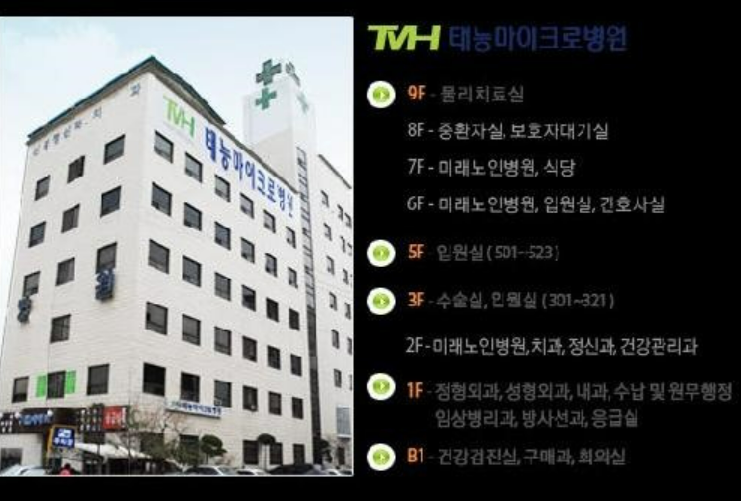 TMH 태능마이크로병원
9F - 물리치료실
8F - 중환자실, 보호자대기실
7F - 미래노인병원, 식당
6F - 미래노인병원, 입원실, 간호사실
5F - 입원실 ( 501~523 )
3F - 수술실, 입원실 ( 301~321 )
2F - 미래노인병원, 치과, 정신과, 건강관리과
1F - 정형외과, 성형외과, 내과, 수납 및 원무행정
임상병리과, 방사선과, 응급실
B1 - 건강검진실, 구매과, 회의실
TMH 태능마이크로병원